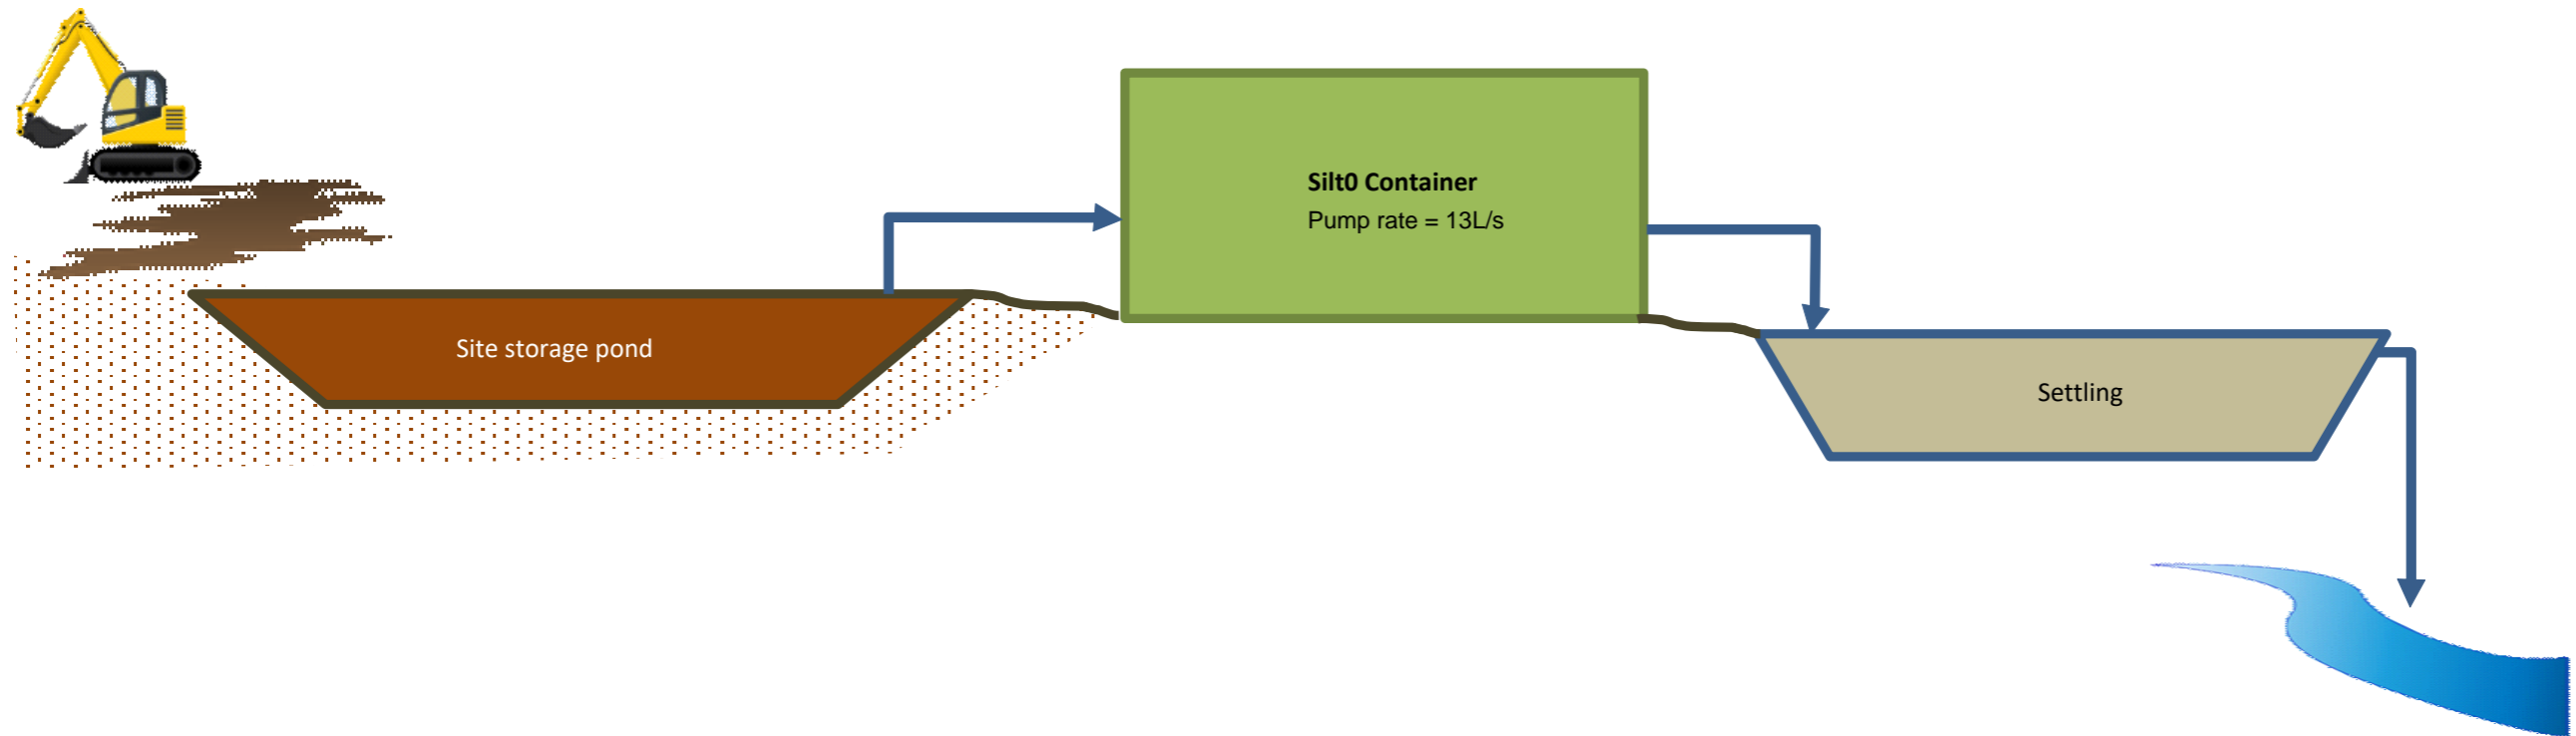 Silt0 Container
Pump rate = 13L/s
Site storage pond
Settling